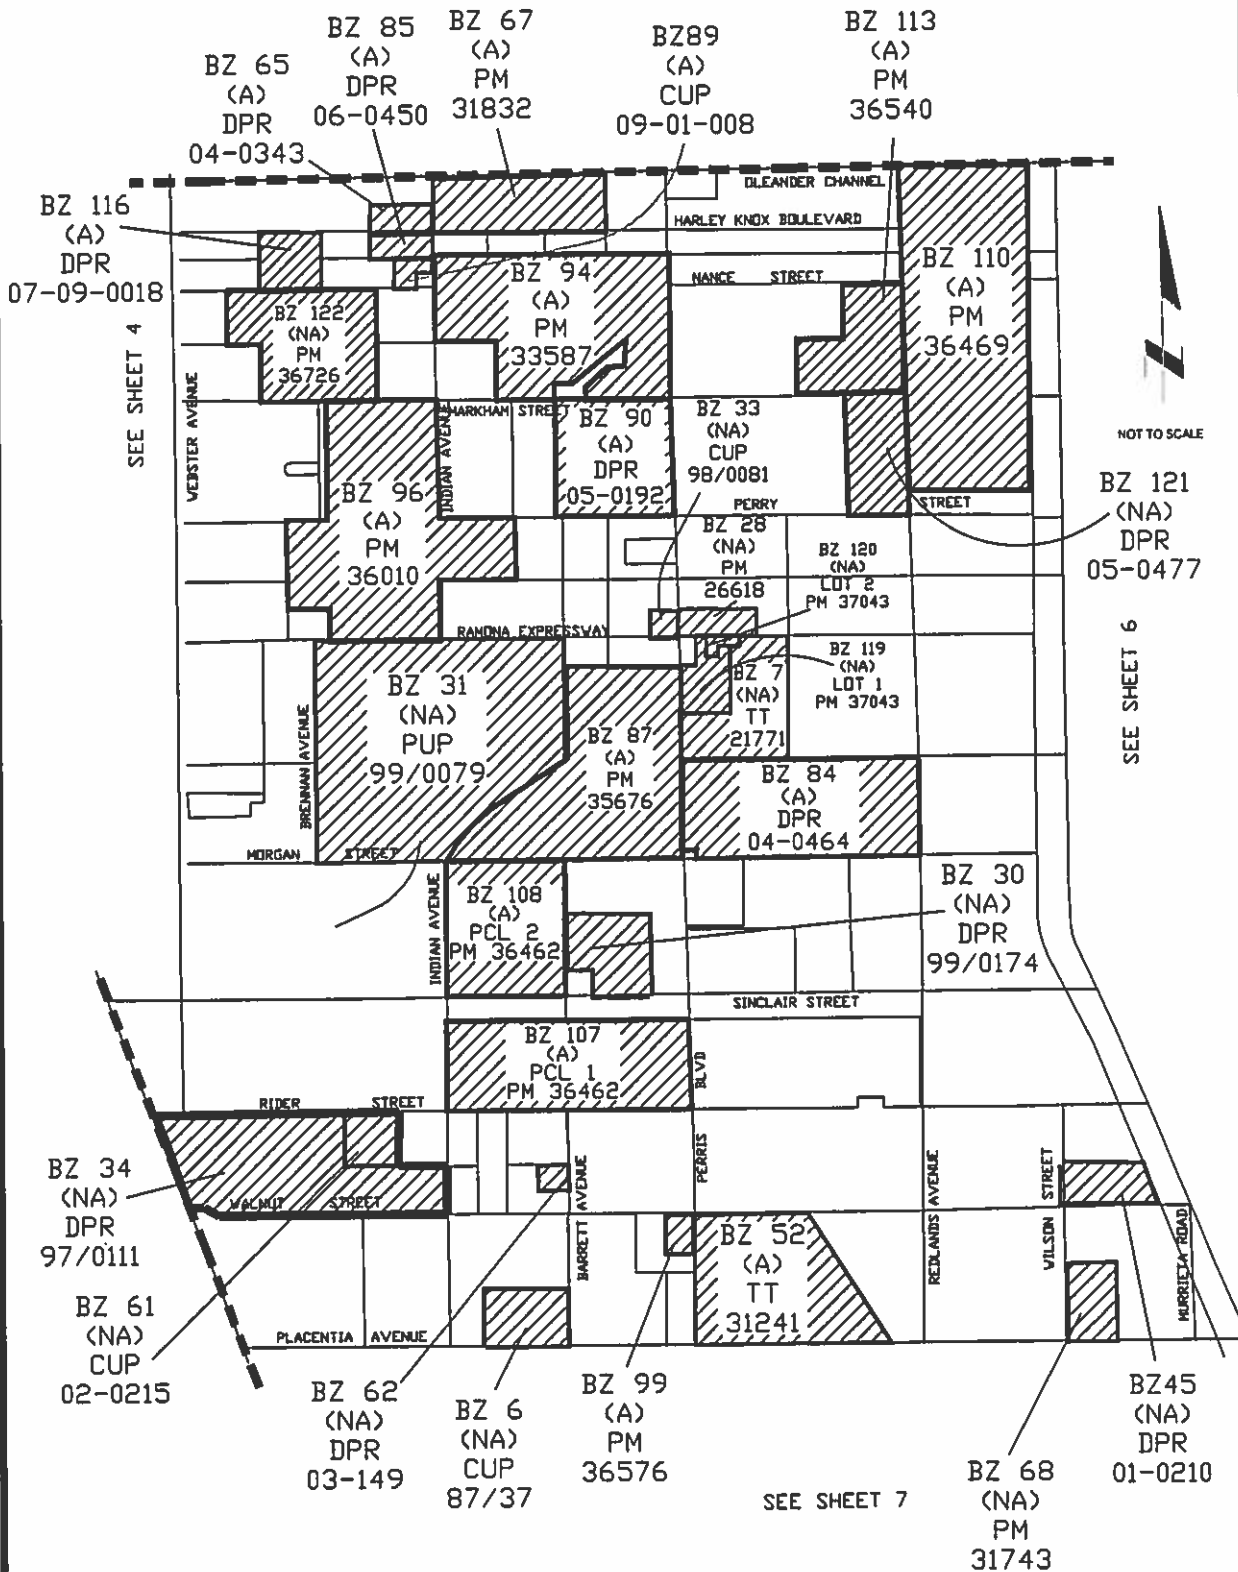 BZ 65
(A)
DPR
04-0343
BZ 85
(A)
DPR
06-0450
BZ 67
(A)
PM
31832
BZ89
(A)
CUP
09-01-008
BZ 113
(A)
PM
36540
BZ 116
(A)
DPR
07-09-0018
OLEANDER CHANNEL
HARLEY KNOX BOULEVARD
NANCE STREET
BZ 110
(A)
PM
36469
BZ 94
(A)
PM
33587
BZ 122
(NA)
PM
36726
SEE SHEET 4
WEBSTER AVENUE
NOT TO SCALE
MARKHAM STREET
INDIAN AVENUE
BZ 90
(A)
DPR
05-0192
BZ 33
(NA)
CUP
98/0081
PERRY STREET
BZ 121
(NA)
DPR
05-0477
BZ 96
(A)
PM
36010
BZ 28
(NA)
PM
26618
BZ 120
(NA)
LOT 2
PM 37043
RAMONA EXPRESSWAY
BZ 119
(NA)
LOT 1
PM 37043
BZ 7
(NA)
TT
21771
SEE SHEET 6
BZ 31
(NA)
PUP
99/0079
BRENNAN AVENUE
BZ 87
(A)
PM
35676
BZ 84
(A)
DPR
04-0464
MORGAN STREET
INDIAN AVENUE
BZ 108
(A)
PCL 2
PM 36462
BZ 30
(NA)
DPR
99/0174
SINCLAIR STREET
BZ 107
(A)
PCL 1
PM 36462
PERRIS BLVD
RIDER STREET
BZ 34
(NA)
DPR
97/0111
WALNUT STREET
BARRETT AVENUE
REDLANDS AVENUE
WILSON STREET
MURRIETA ROAD
BZ 52
(A)
TT
31241
BZ 61
(NA)
CUP
02-0215
PLACENTIA AVENUE
BZ 62
(NA)
DPR
03-149
BZ 6
(NA)
CUP
87/37
BZ 99
(A)
PM
36576
BZ45
(NA)
DPR
01-0210
BZ 68
(NA)
PM
31743
SEE SHEET 7